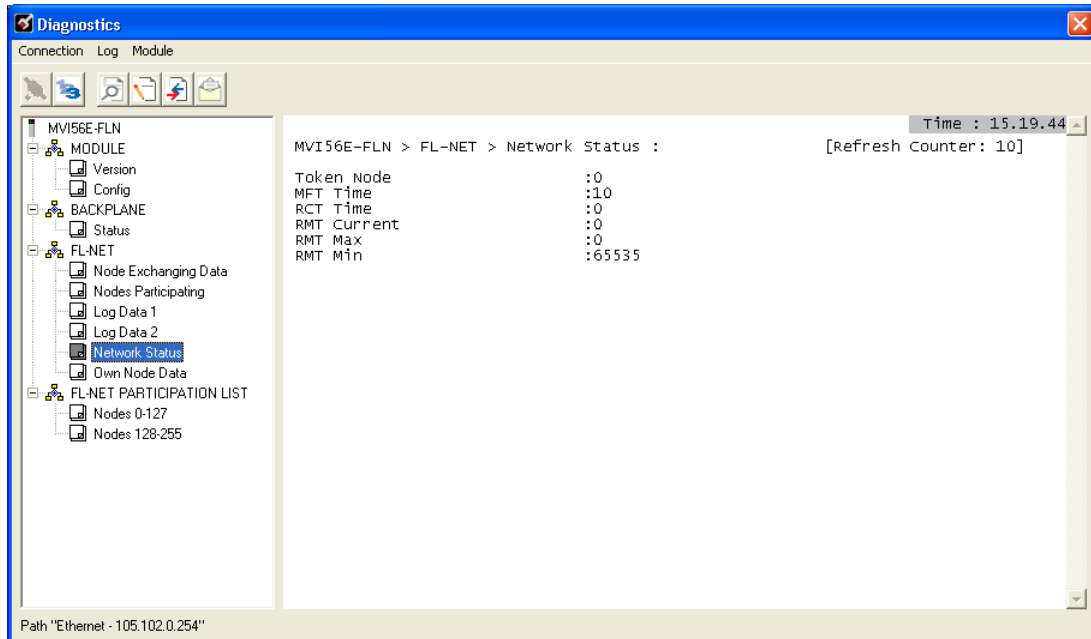 Diagnostics
Connection Log Module
MVI56E-FLN
MODULE
Version
Config
BACKPLANE
Status
FL-NET
Node Exchanging Data
Nodes Participating
Log Data 1
Log Data 2
Network Status
Own Node Data
FL-NET PARTICIPATION LIST
Nodes 0-127
Nodes 128-255
Time : 15.19.44
MVI56E-FLN > FL-NET > Network Status : [Refresh Counter: 10]
Token Node :0
MFT Time :10
RCT Time :0
RMT Current :0
RMT Max :0
RMT Min :65535
Path "Ethernet - 105.102.0.254"